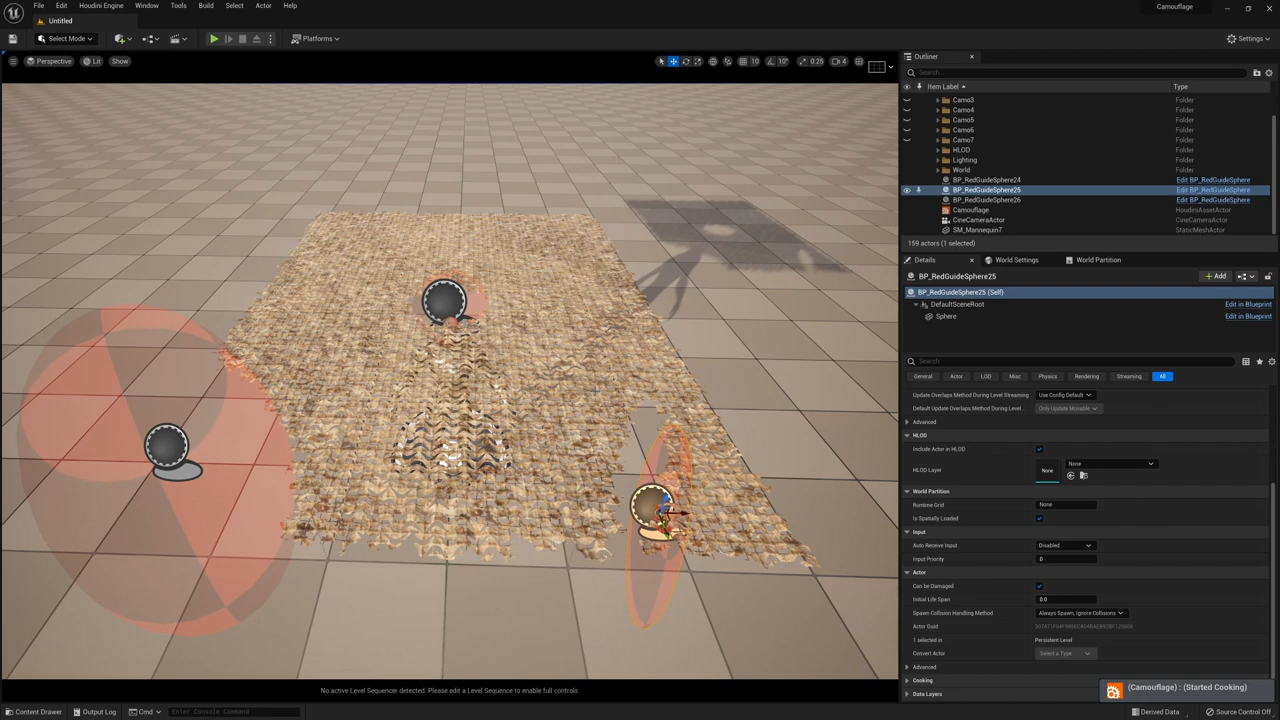 File Edit Houdini Engine Window Tools Build Select Actor Help
Camouflage
Untitled
Select Mode
Platforms
Settings
Perspective Lit Show
10 10° 0.25 4
Outliner
Search...
Item Label Type
Camo3 Folder
Camo4 Folder
Camo5 Folder
Camo6 Folder
Camo7 Folder
HLOD Folder
Lighting Folder
World Folder
BP_RedGuideSphere24 Edit BP_RedGuideSphere
BP_RedGuideSphere25 Edit BP_RedGuideSphere
BP_RedGuideSphere26 Edit BP_RedGuideSphere
Camouflage HoudiniAssetActor
CineCameraActor CineCameraActor
SM_Mannequin7 StaticMeshActor
159 actors (1 selected)
Details World Settings World Partition
BP_RedGuideSphere25
Add
BP_RedGuideSphere25 (Self)
DefaultSceneRoot Edit in Blueprint
Sphere Edit in Blueprint
Search
General Actor LOD Misc Physics Rendering Streaming All
Update Overlaps Method During Level Streaming Use Config Default
Default Update Overlaps Method During Level... Only Update Movable
Advanced
HLOD
Include Actor in HLOD
HLOD Layer None None
World Partition
Runtime Grid None
Is Spatially Loaded
Input
Auto Receive Input Disabled
Input Priority 0
Actor
Can be Damaged
Initial Life Span 0.0
Spawn Collision Handling Method Always Spawn, Ignore Collisions
Actor Guid
1 selected in Persistent Level
Convert Actor Select a Type
Advanced
Cooking
Data Layers
(Camouflage) : (Started Cooking)
No active Level Sequencer detected. Please edit a Level Sequence to enable full controls.
Content Drawer Output Log Cmd Enter Console Command
Derived Data Source Control Off